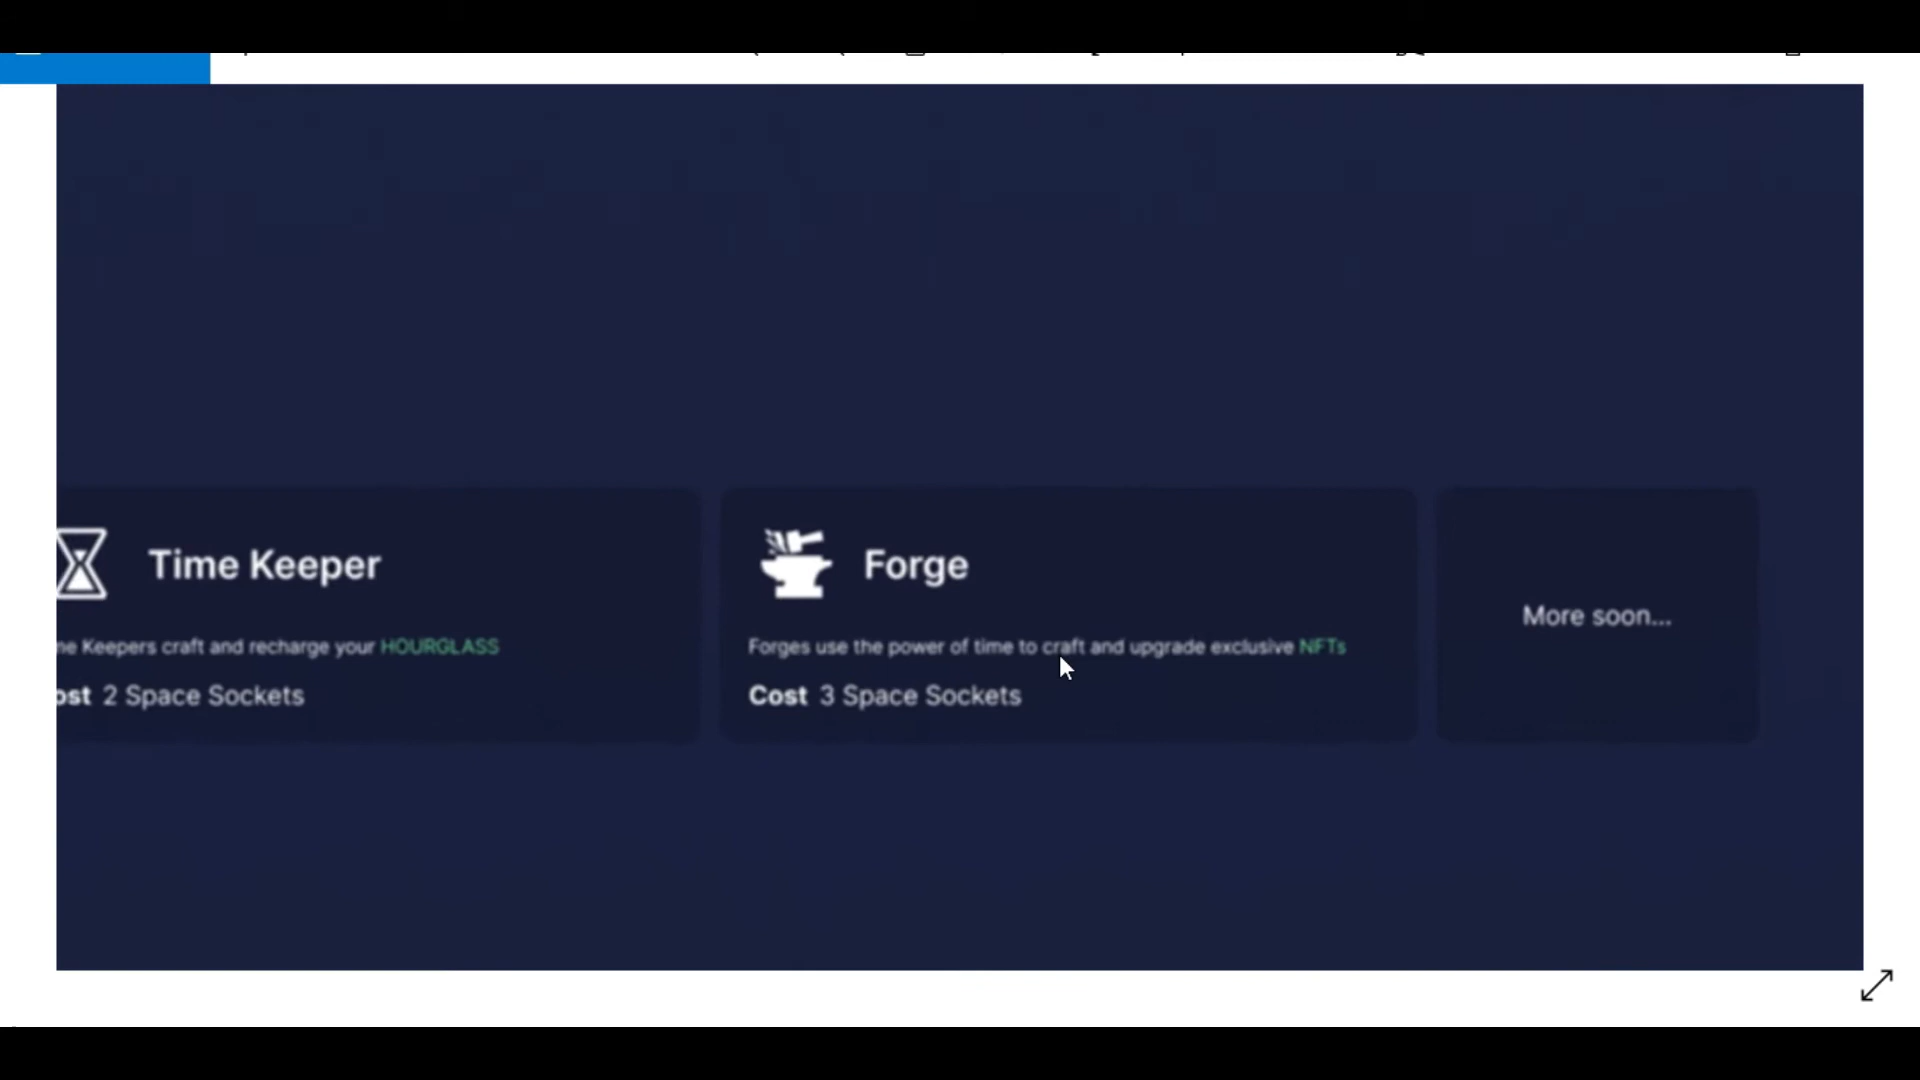 Time Keeper
Keepers craft and recharge your HOURGLASS
2 Space Sockets
Forge
Forges use the power of time to craft and upgrade exclusive NFTs
Cost 3 Space Sockets
More soon...